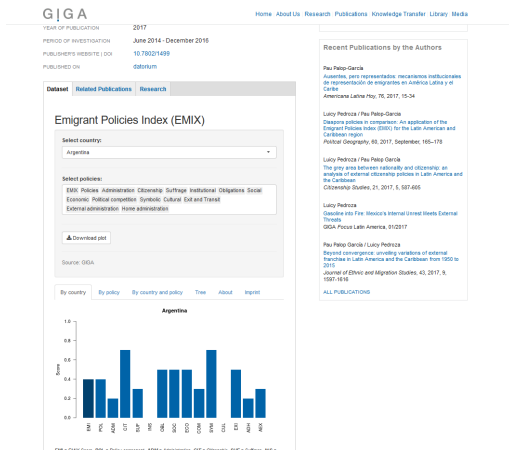 GIGA
Home About Us Research Publications Knowledge Transfer Library Media
YEAR OF PUBLICATION 2017
PERIOD OF INVESTIGATION June 2014 - December 2016
PUBLISHER'S WEBSITE | DOI 10.7802/1499
PUBLISHED ON datorium
Dataset Related Publications Research
Emigrant Policies Index (EMIX)
Select country:
Argentina
Select policies:
EMIX Policies Administration Citizenship Suffrage Institutional Obligations Social
Economic Political competition Symbolic Cultural Exit and Transit
External administration Home administration
Download plot
Source: GIGA
By country By policy By country and policy Tree About Imprint
Argentina
Score
1.0
0.8
0.6
0.4
0.2
0.0
EMI POL ADM CIT SUF INS OBL SOC ECO COM SYM CUL EXI ADH AEX
Recent Publications by the Authors
Pau Palop-García
Ausentes, pero representados: mecanismos institucionales
de representación de emigrantes en América Latina y el
Caribe
Americana Latina Hoy, 76, 2017, 15-34
Luicy Pedroza / Pau Palop-Garcia
Diaspora policies in comparison: An application of the
Emigrant Policies Index (EMIX) for the Latin American and
Caribbean region
Political Geography, 60, 2017, September, 165–178
Luicy Pedroza / Pau Palop García
The grey area between nationality and citizenship: an
analysis of external citizenship policies in Latin America and
the Caribbean
Citizenship Studies, 21, 2017, 5, 587-605
Luicy Pedroza
Gasoline into Fire: Mexico's Internal Unrest Meets External
Threats
GIGA Focus Latin America, 01/2017
Pau Palop García / Luicy Pedroza
Beyond convergence: unveiling variations of external
franchise in Latin America and the Caribbean from 1950 to
2015
Journal of Ethnic and Migration Studies, 43, 2017, 9,
1597-1616
ALL PUBLICATIONS